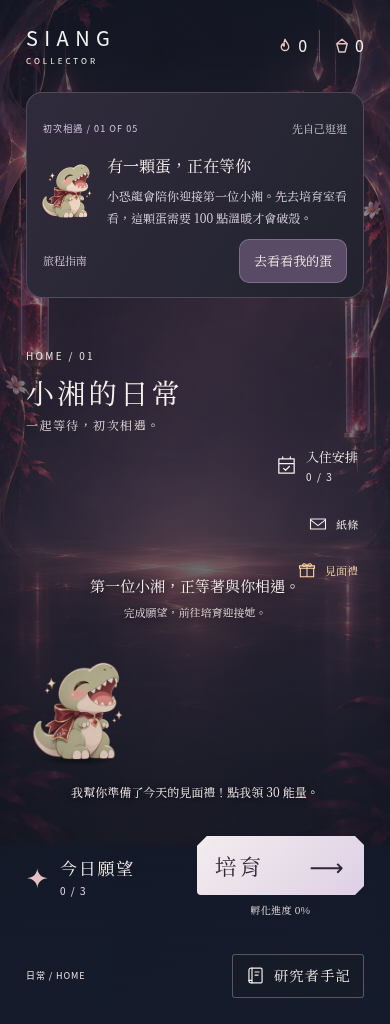 SIANG
COLLECTOR
0
0
初次相遇 / 01 OF 05
先自己逛逛
有一顆蛋，正在等你
小恐龍會陪你迎接第一位小湘。先去培育室看
看，這顆蛋需要 100 點溫暖才會破殼。
旅程指南
去看看我的蛋
HOME / 01
小湘的日常
一起等待，初次相遇。
入住安排
0 / 3
紙條
見面禮
第一位小湘，正等著與你相遇。
完成願望，前往培育迎接她。
我幫你準備了今天的見面禮！點我領 30 能量。
今日願望
0 / 3
培育
孵化進度 0%
日常 / HOME
研究者手記